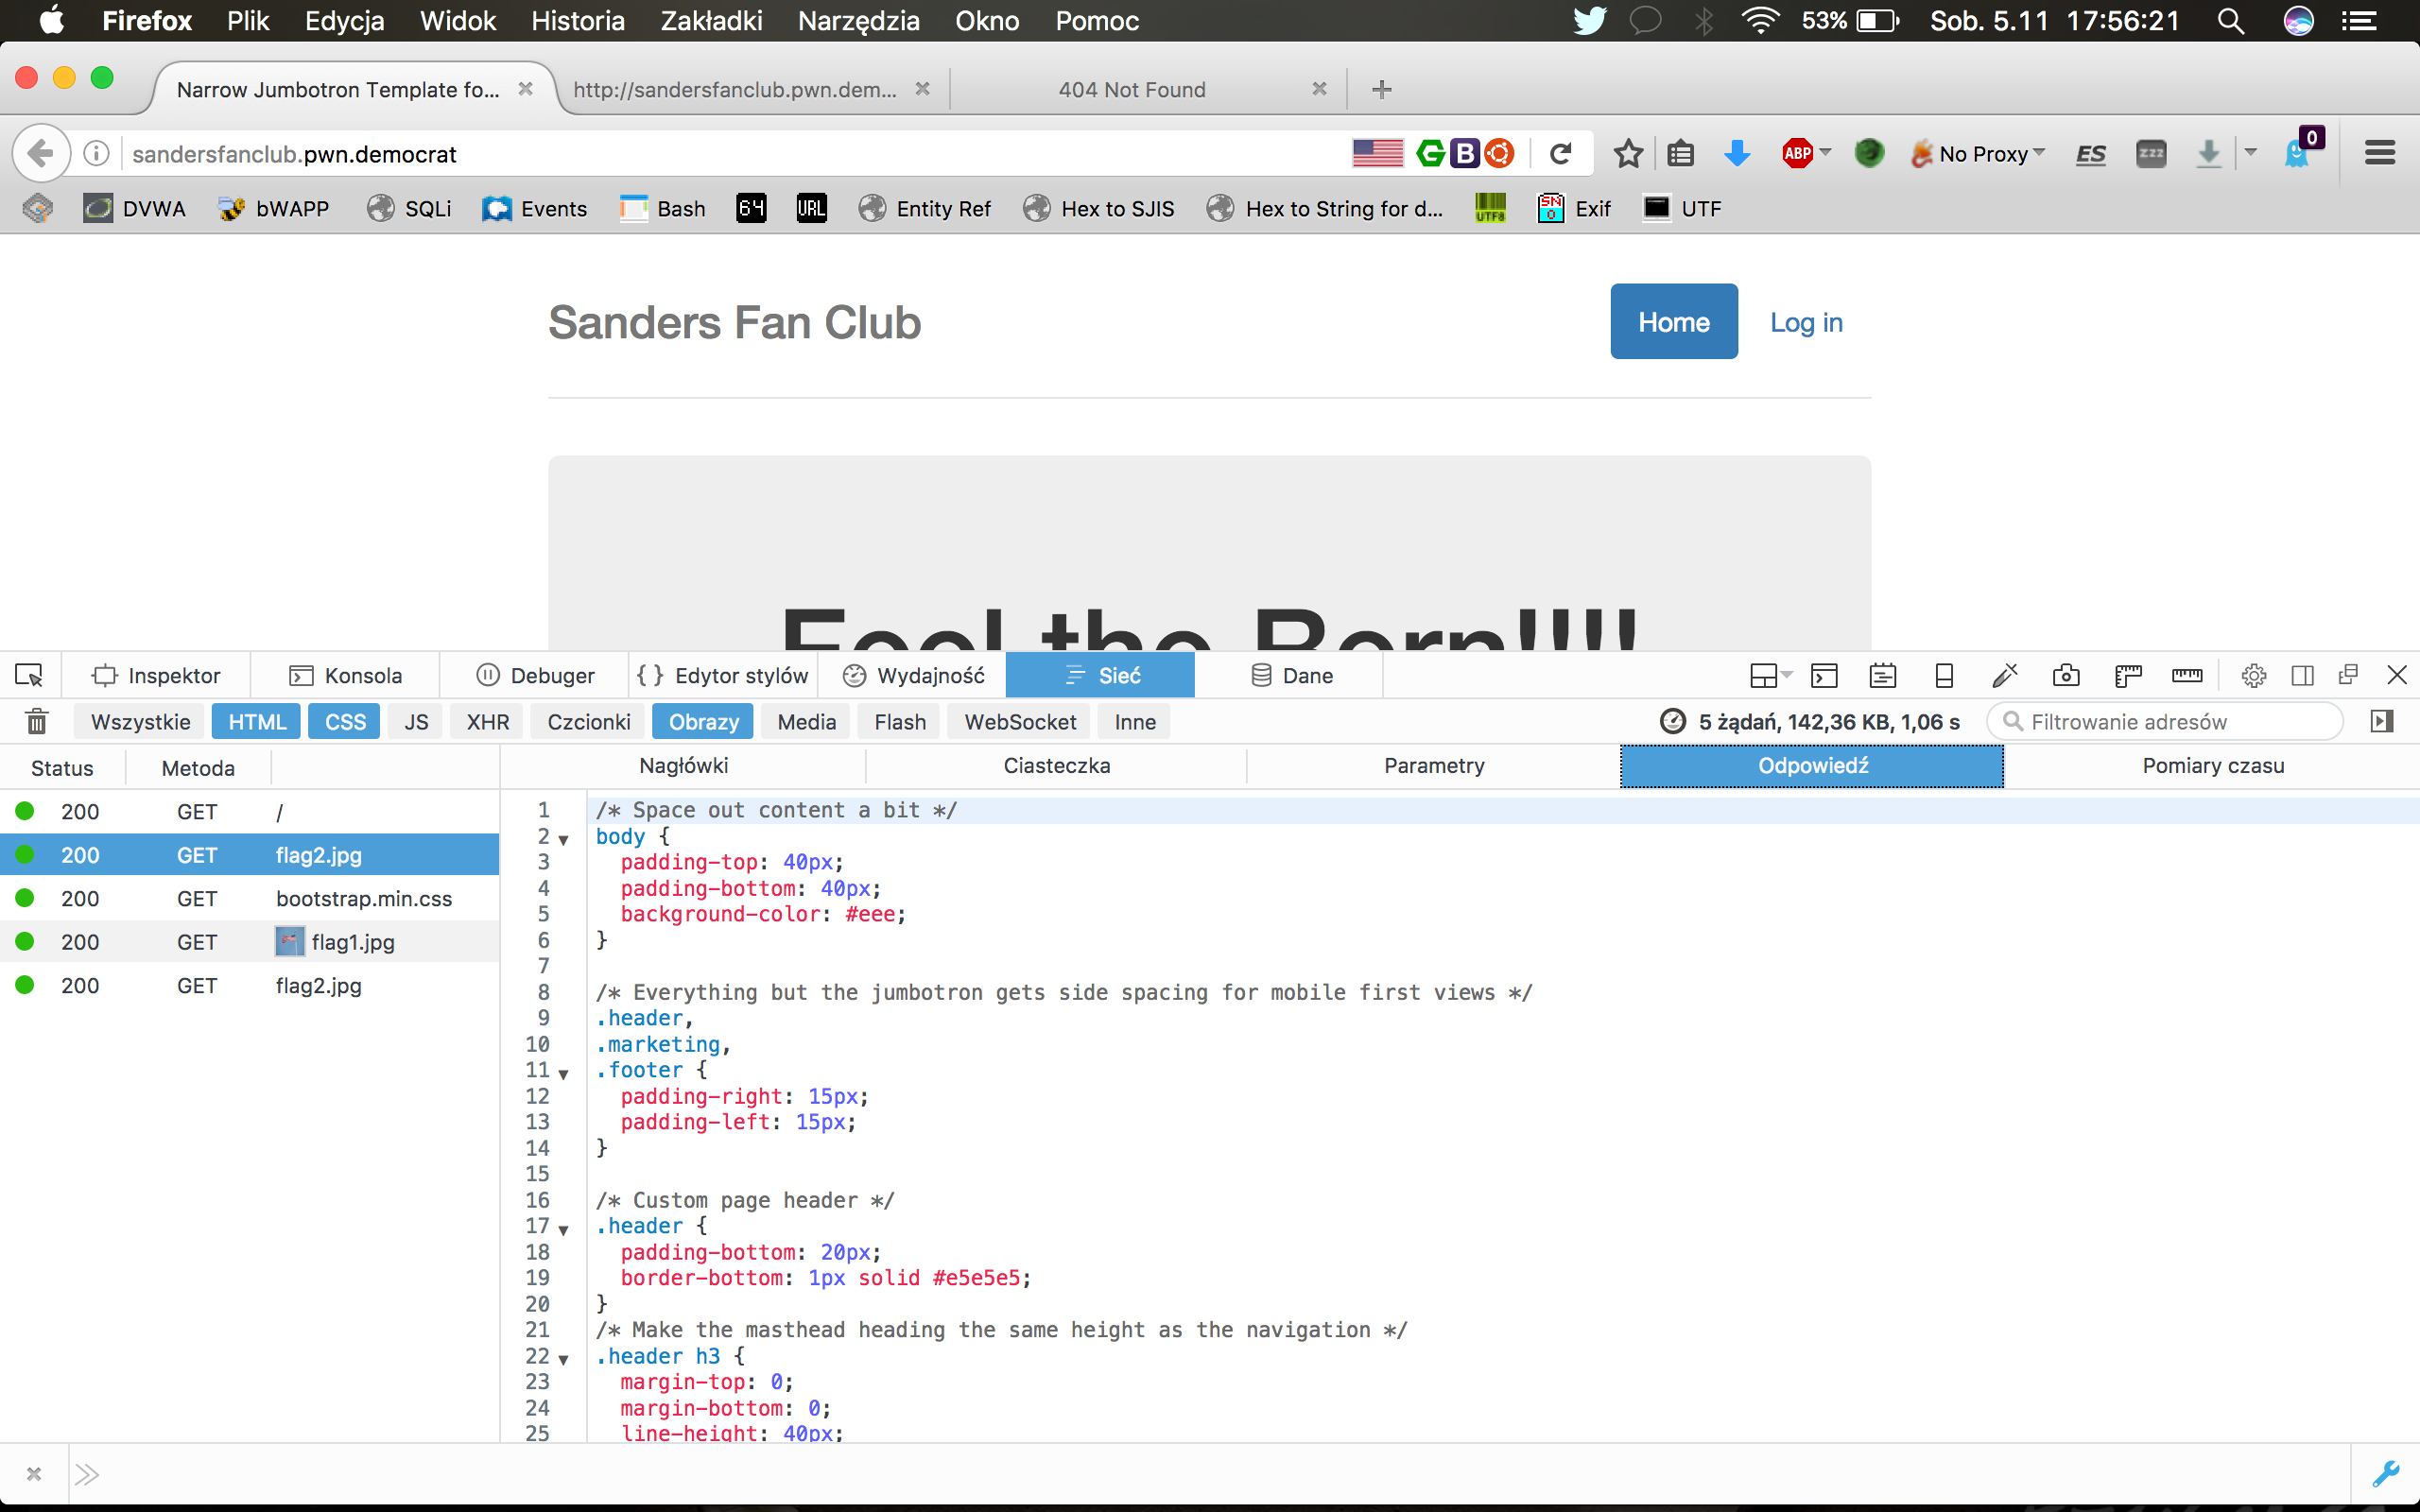 Firefox Plik Edycja Widok Historia Zakładki Narzędzia Okno Pomoc 53% Sob. 5.11 17:56:21
Narrow Jumbotron Template fo... http://sandersfanclub.pwn.dem... 404 Not Found
sandersfanclub.pwn.democrat G B ABP No Proxy ES zzz 0
DVWA bWAPP SQLi Events Bash 64 URL Entity Ref Hex to SJIS Hex to String for d... UTF8 SN 0 Exif UTF
Sanders Fan Club Home Log in
Feel the Bern!!!!
Inspektor Konsola Debuger { } Edytor stylów Wydajność Sieć Dane
Wszystkie HTML CSS JS XHR Czcionki Obrazy Media Flash WebSocket Inne 5 żądań, 142,36 KB, 1,06 s Filtrowanie adresów
Status Metoda Nagłówki Ciasteczka Parametry Odpowiedź Pomiary czasu
200 GET /
200 GET flag2.jpg
200 GET bootstrap.min.css
200 GET flag1.jpg
200 GET flag2.jpg
1 /* Space out content a bit */
2 body {
3 padding-top: 40px;
4 padding-bottom: 40px;
5 background-color: #eee;
6 }
7
8 /* Everything but the jumbotron gets side spacing for mobile first views */
9 .header,
10 .marketing,
11 .footer {
12 padding-right: 15px;
13 padding-left: 15px;
14 }
15
16 /* Custom page header */
17 .header {
18 padding-bottom: 20px;
19 border-bottom: 1px solid #e5e5e5;
20 }
21 /* Make the masthead heading the same height as the navigation */
22 .header h3 {
23 margin-top: 0;
24 margin-bottom: 0;
25 line-height: 40px;